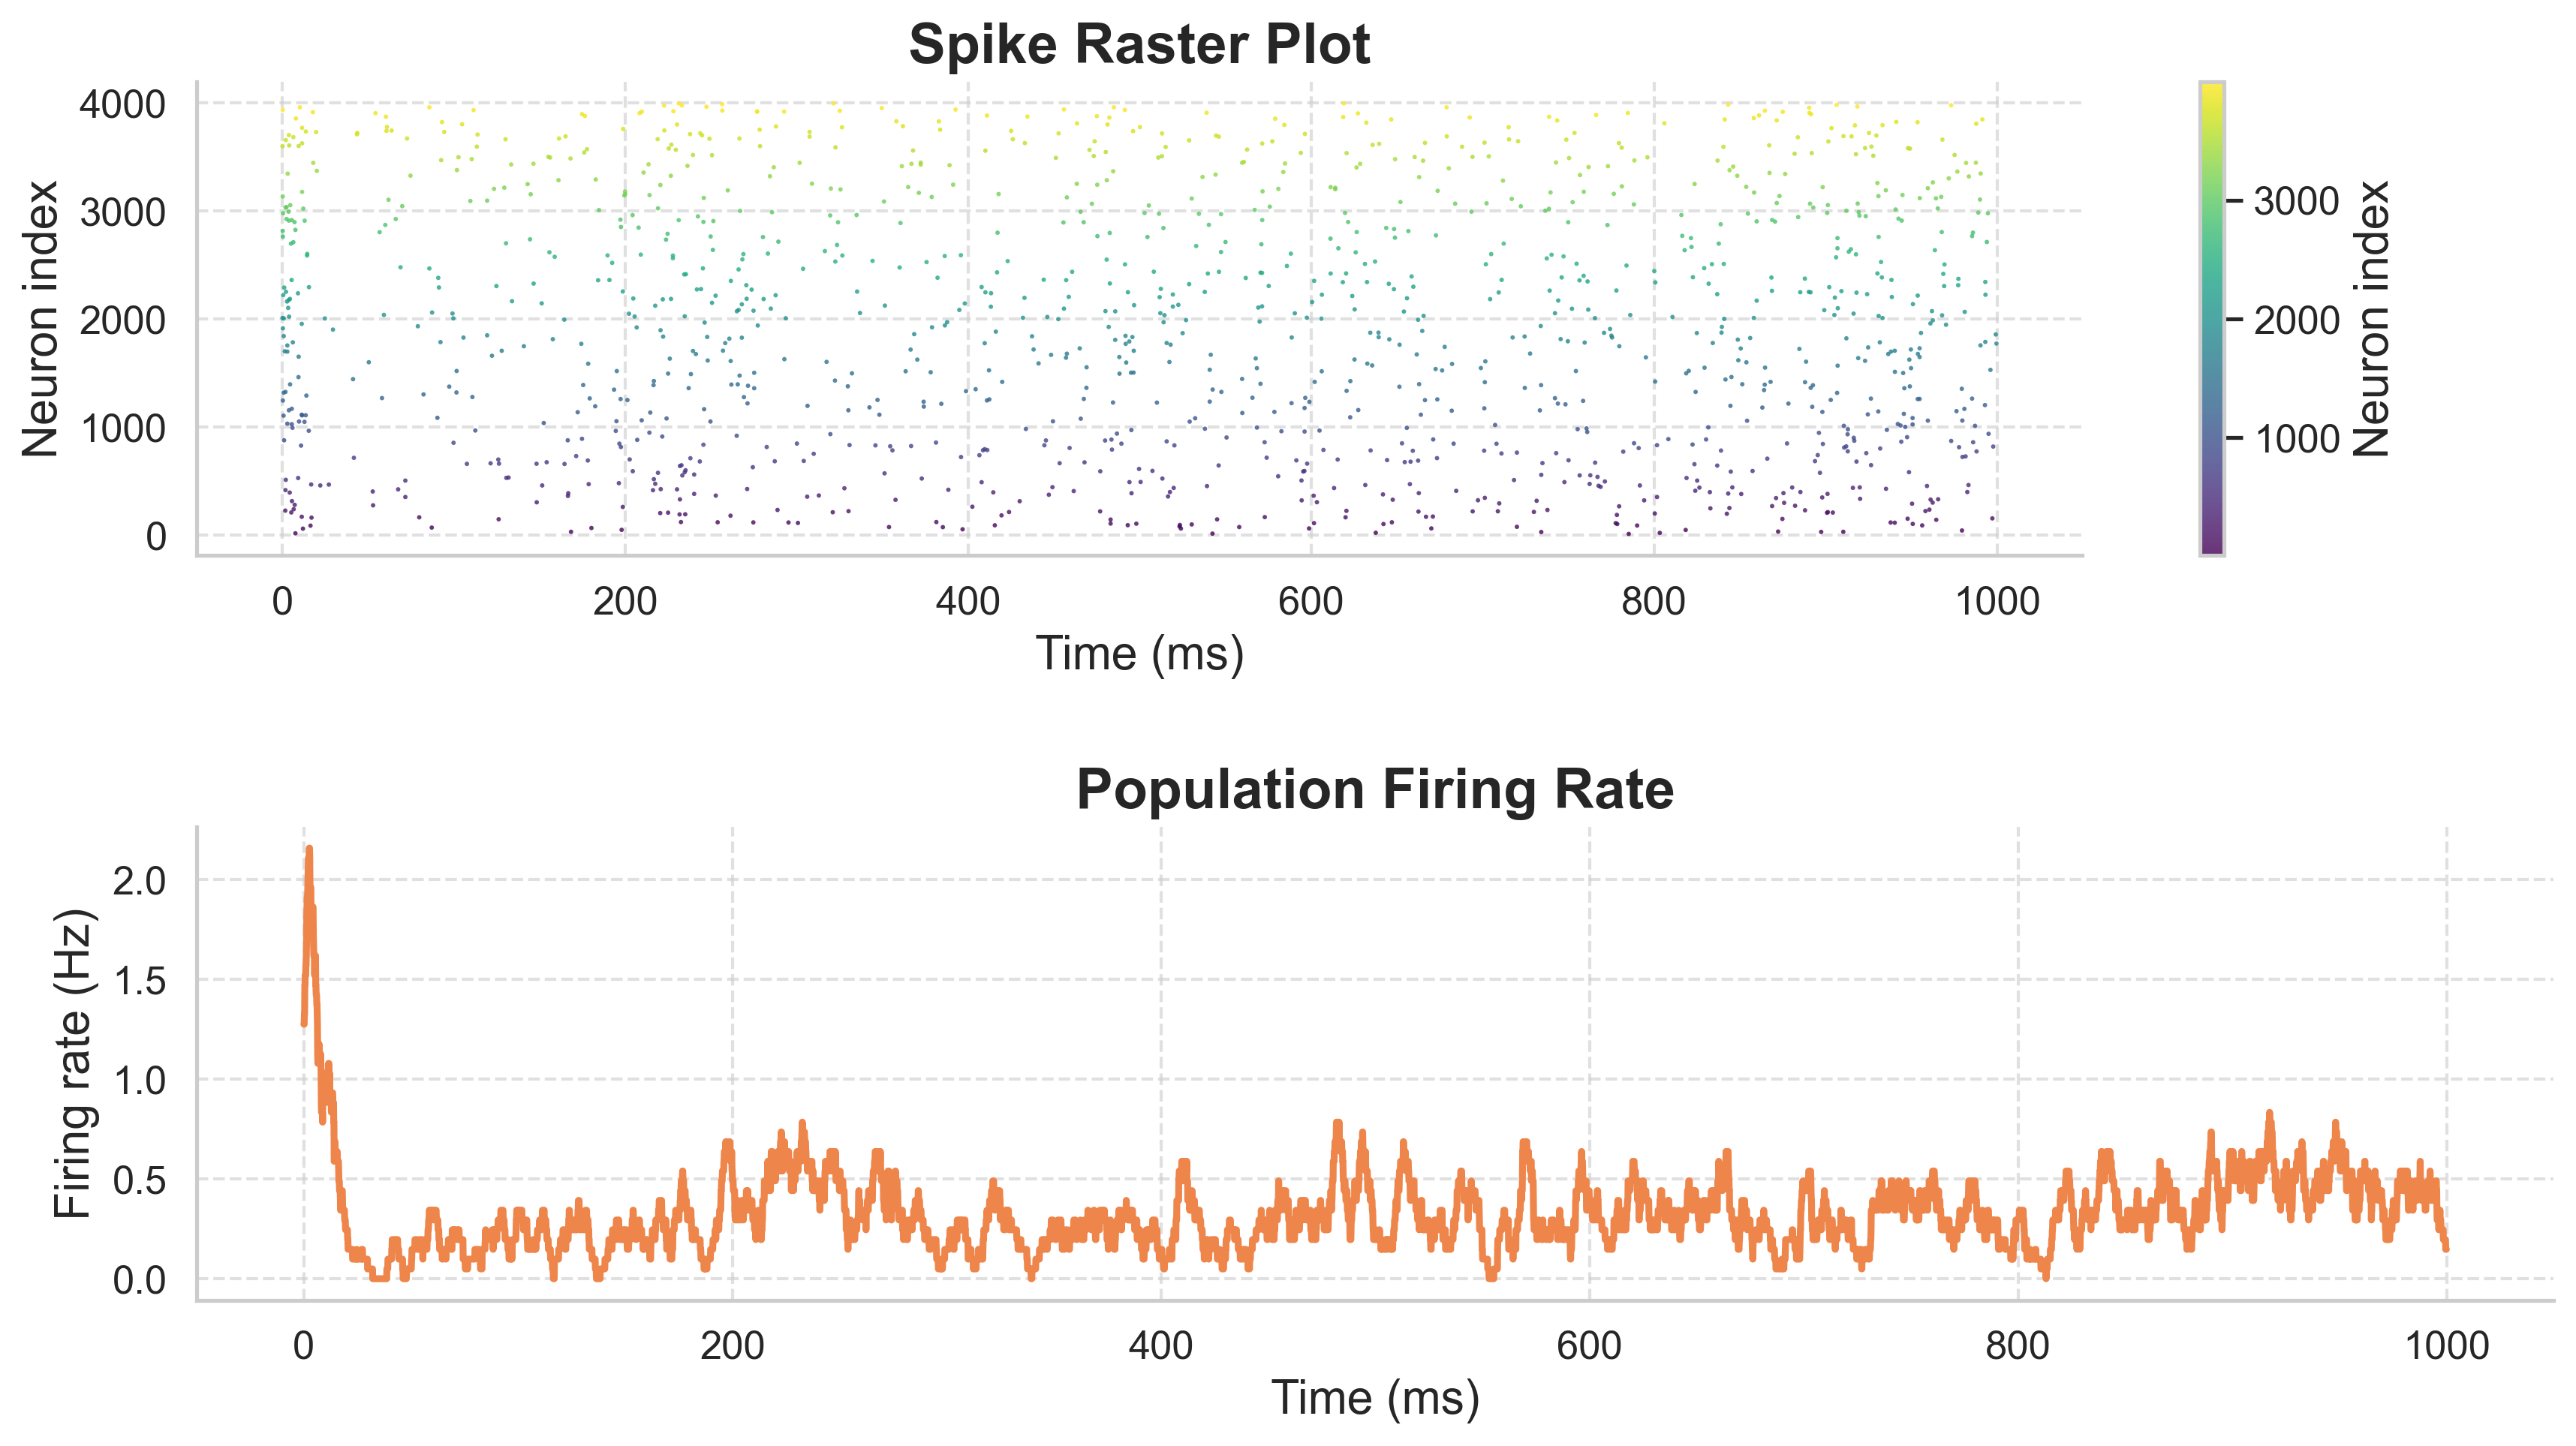 Spike Raster Plot
Neuron index
4000
3000
2000
1000
0
0 200 400 600 800 1000
Time (ms)
3000
2000
1000
Neuron index
Population Firing Rate
Firing rate (Hz)
2.0
1.5
1.0
0.5
0.0
0 200 400 600 800 1000
Time (ms)